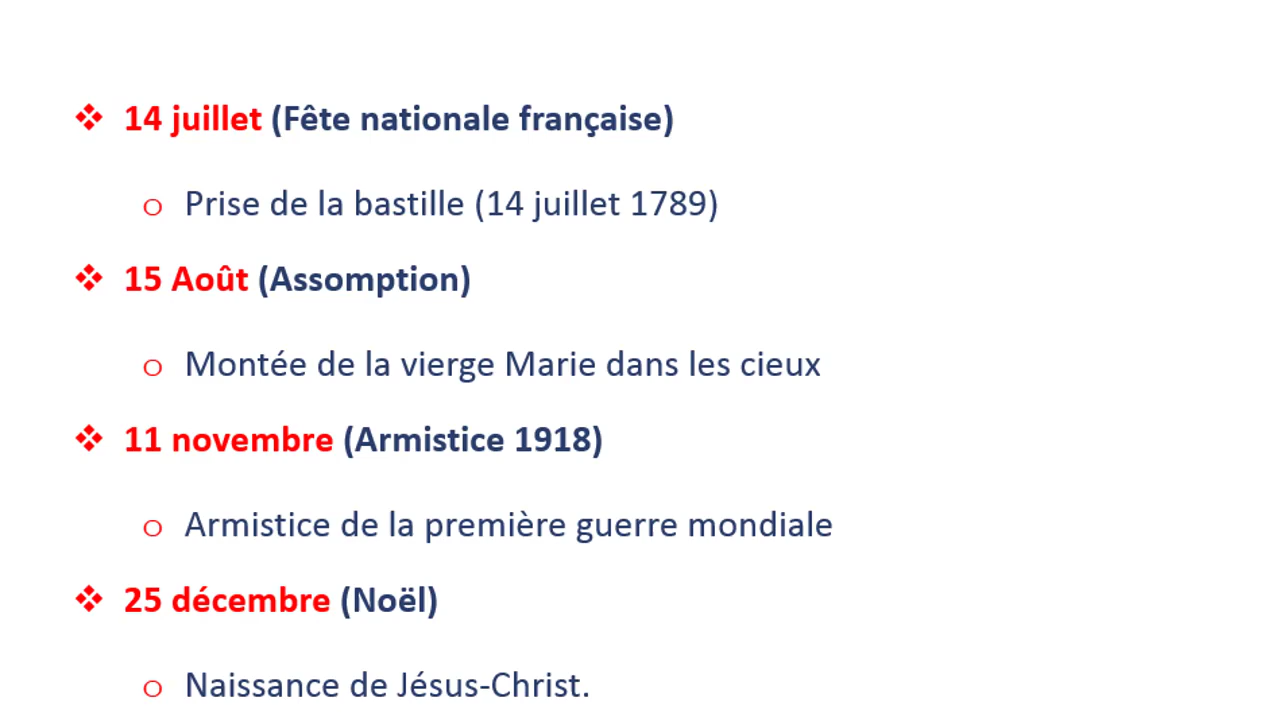 ❖ 14 juillet (Fête nationale française)
o Prise de la bastille (14 juillet 1789)
❖ 15 Août (Assomption)
o Montée de la vierge Marie dans les cieux
❖ 11 novembre (Armistice 1918)
o Armistice de la première guerre mondiale
❖ 25 décembre (Noël)
o Naissance de Jésus-Christ.